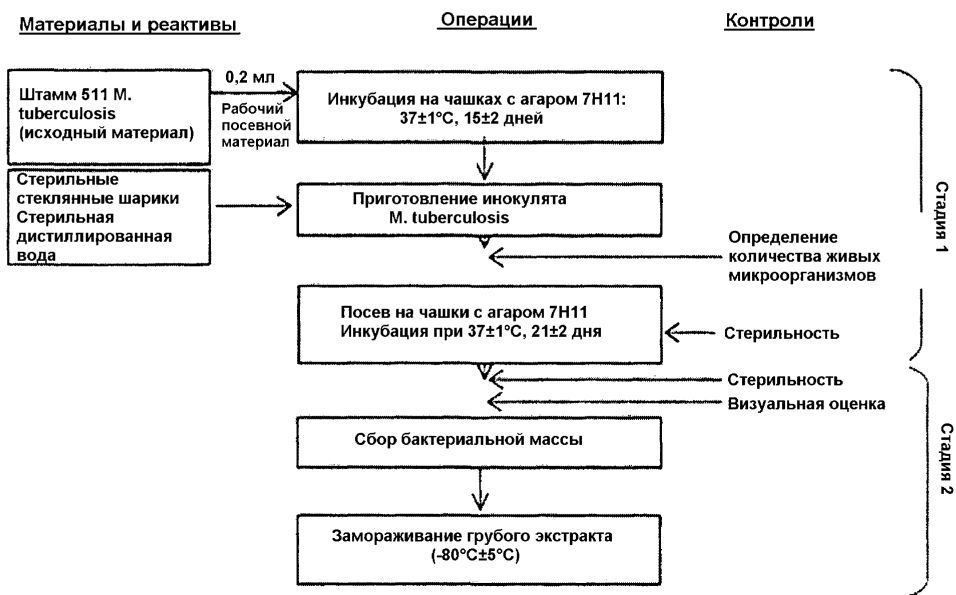 Материалы и реактивы
Операции
Контроли
Штамм 511 M.
tuberculosis
(исходный материал)
0,2 мл
Рабочий
посевной
материал
Инкубация на чашках с агаром 7H11:
37±1°C, 15±2 дней
Стерильные
стеклянные шарики
Стерильная
дистиллированная
вода
Приготовление инокулята
M. tuberculosis
Определение
количества живых
микроорганизмов
Посев на чашки с агаром 7H11
Инкубация при 37±1°C, 21±2 дня
Стерильность
Стадия 1
Стерильность
Визуальная оценка
Сбор бактериальной массы
Замораживание грубого экстракта
(-80°C±5°C)
Стадия 2